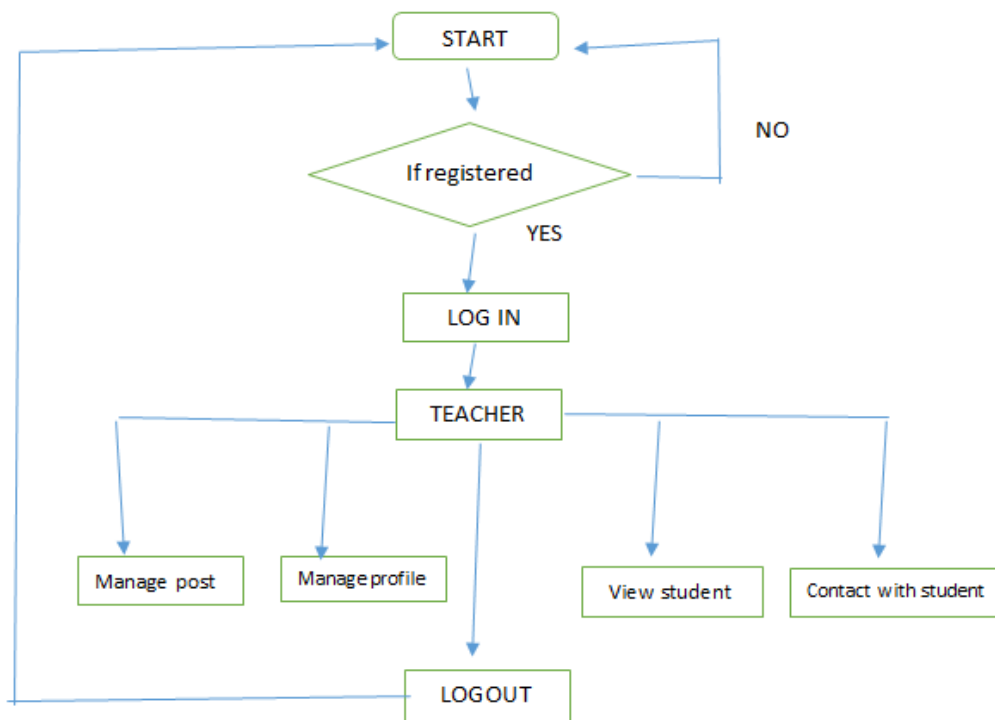 START
NO
If registered
YES
LOG IN
TEACHER
Manage post
Manage profile
View student
Contact with student
LOGOUT